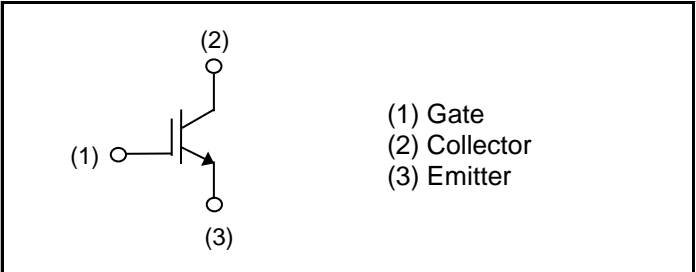 (2)
(1)
(3)
(1) Gate
(2) Collector
(3) Emitter